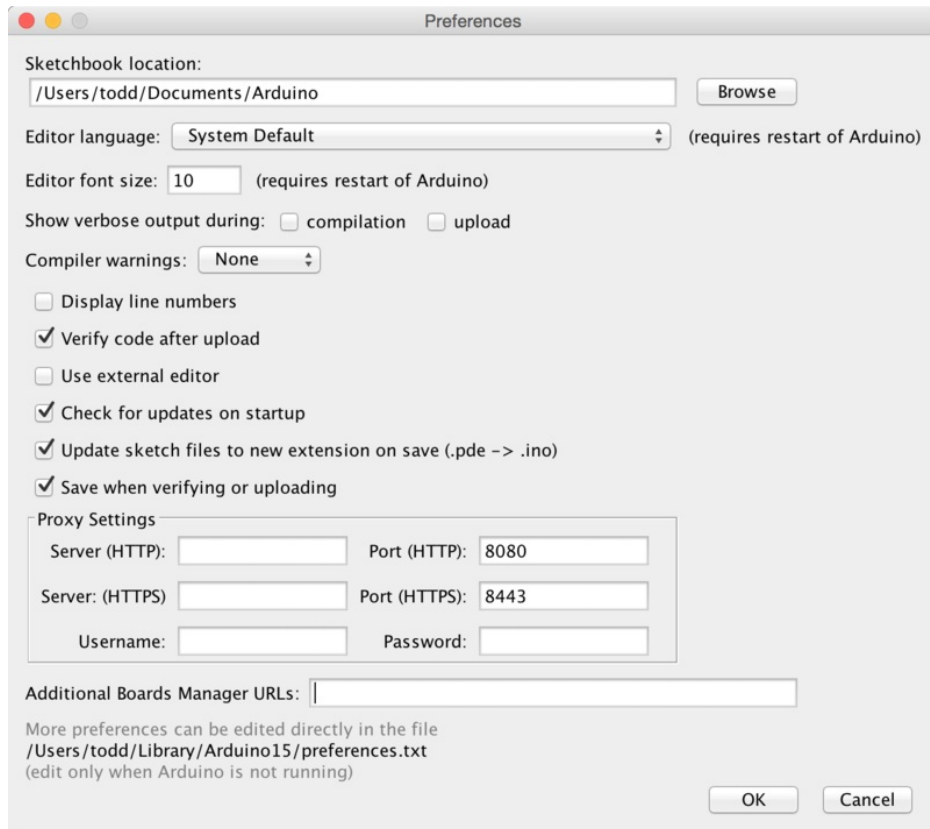 Preferences
Sketchbook location:
/Users/todd/Documents/Arduino Browse
Editor language: System Default (requires restart of Arduino)
Editor font size: 10 (requires restart of Arduino)
Show verbose output during: compilation upload
Compiler warnings: None
Display line numbers
Verify code after upload
Use external editor
Check for updates on startup
Update sketch files to new extension on save (.pde -> .ino)
Save when verifying or uploading
Proxy Settings
Server (HTTP): Port (HTTP): 8080
Server: (HTTPS) Port (HTTPS): 8443
Username: Password:
Additional Boards Manager URLs:
More preferences can be edited directly in the file
/Users/todd/Library/Arduino15/preferences.txt
(edit only when Arduino is not running)
OK Cancel